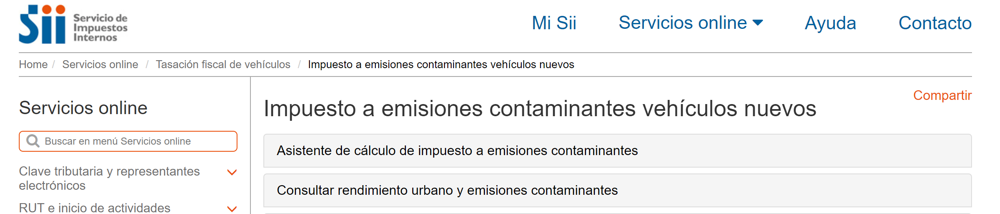 Sii Servicio de
Impuestos
Internos
Mi Sii Servicios online Ayuda Contacto
Home / Servicios online / Tasación fiscal de vehículos / Impuesto a emisiones contaminantes vehículos nuevos
Servicios online
Buscar en menú Servicios online
Clave tributaria y representantes
electrónicos
RUT e inicio de actividades
Compartir
Impuesto a emisiones contaminantes vehículos nuevos
Asistente de cálculo de impuesto a emisiones contaminantes
Consultar rendimiento urbano y emisiones contaminantes